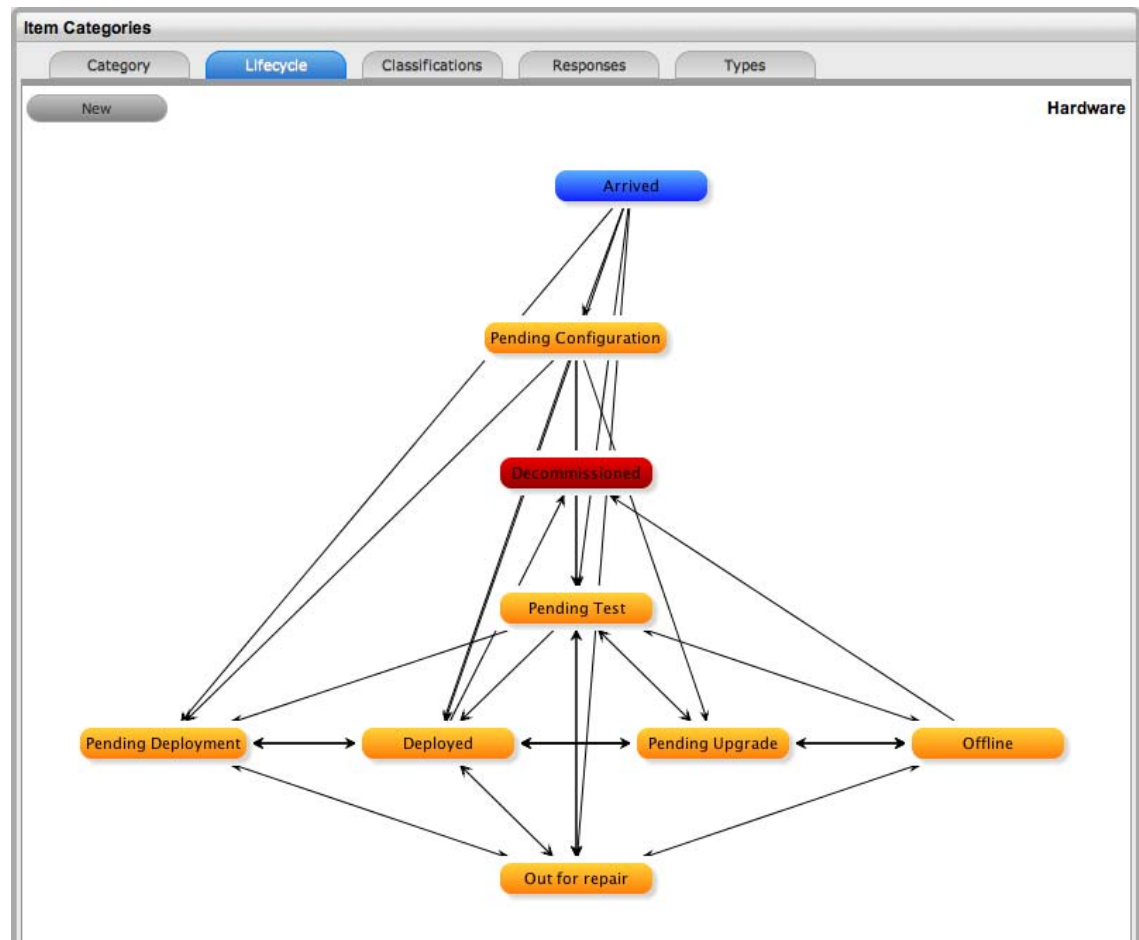 Item Categories
Category Lifecycle Classifications Responses Types
New Hardware
Arrived
Pending Configuration
Decommissioned
Pending Test
Pending Deployment Deployed Pending Upgrade Offline
Out for repair